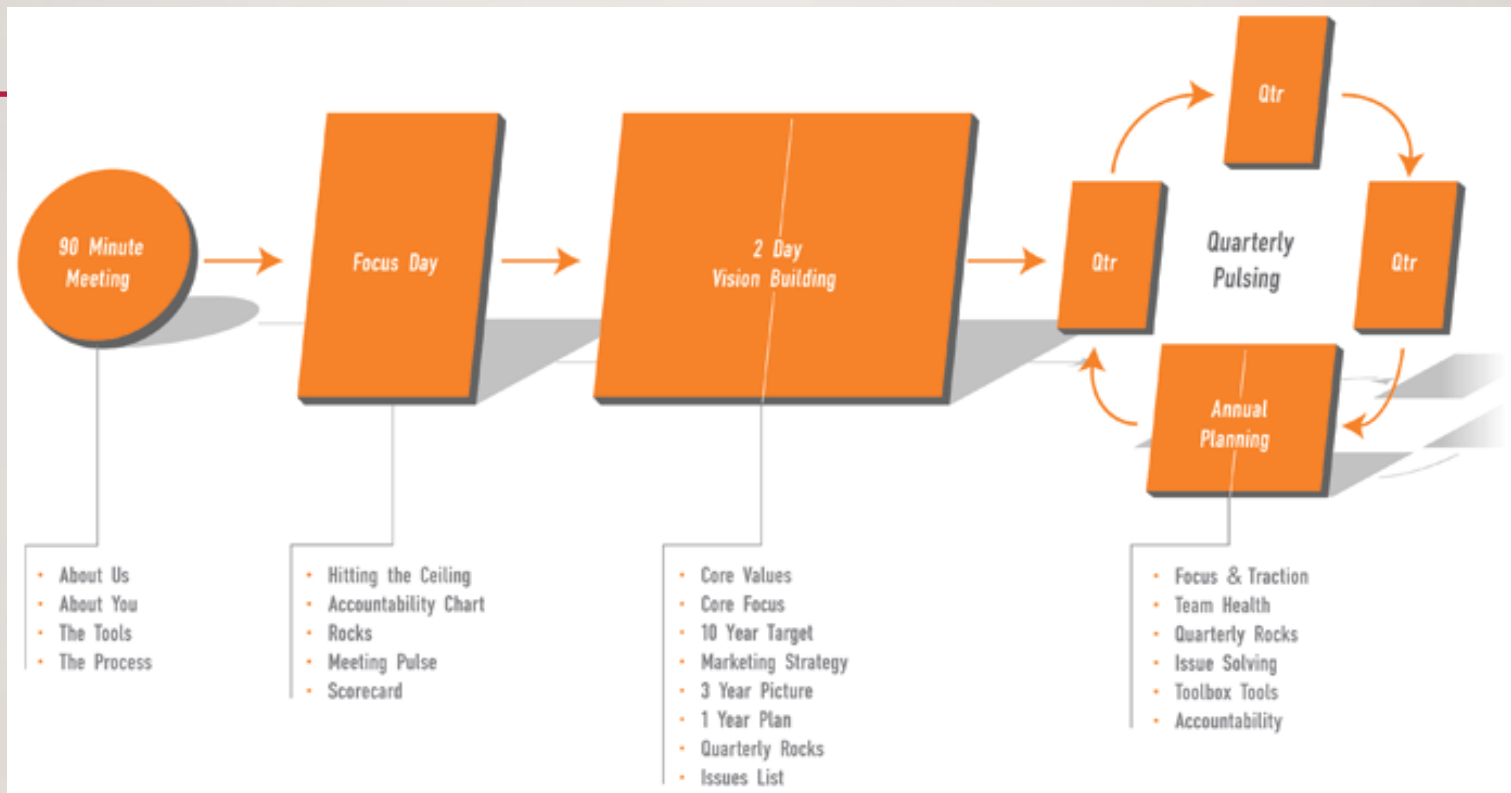 90 Minute
Meeting
Focus Day
2 Day
Vision Building
Qtr
Qtr
Quarterly
Pulsing
Qtr
Annual
Planning
• About Us
• About You
• The Tools
• The Process
• Hitting the Ceiling
• Accountability Chart
• Rocks
• Meeting Pulse
• Scorecard
• Core Values
• Core Focus
• 10 Year Target
• Marketing Strategy
• 3 Year Picture
• 1 Year Plan
• Quarterly Rocks
• Issues List
• Focus & Traction
• Team Health
• Quarterly Rocks
• Issue Solving
• Toolbox Tools
• Accountability